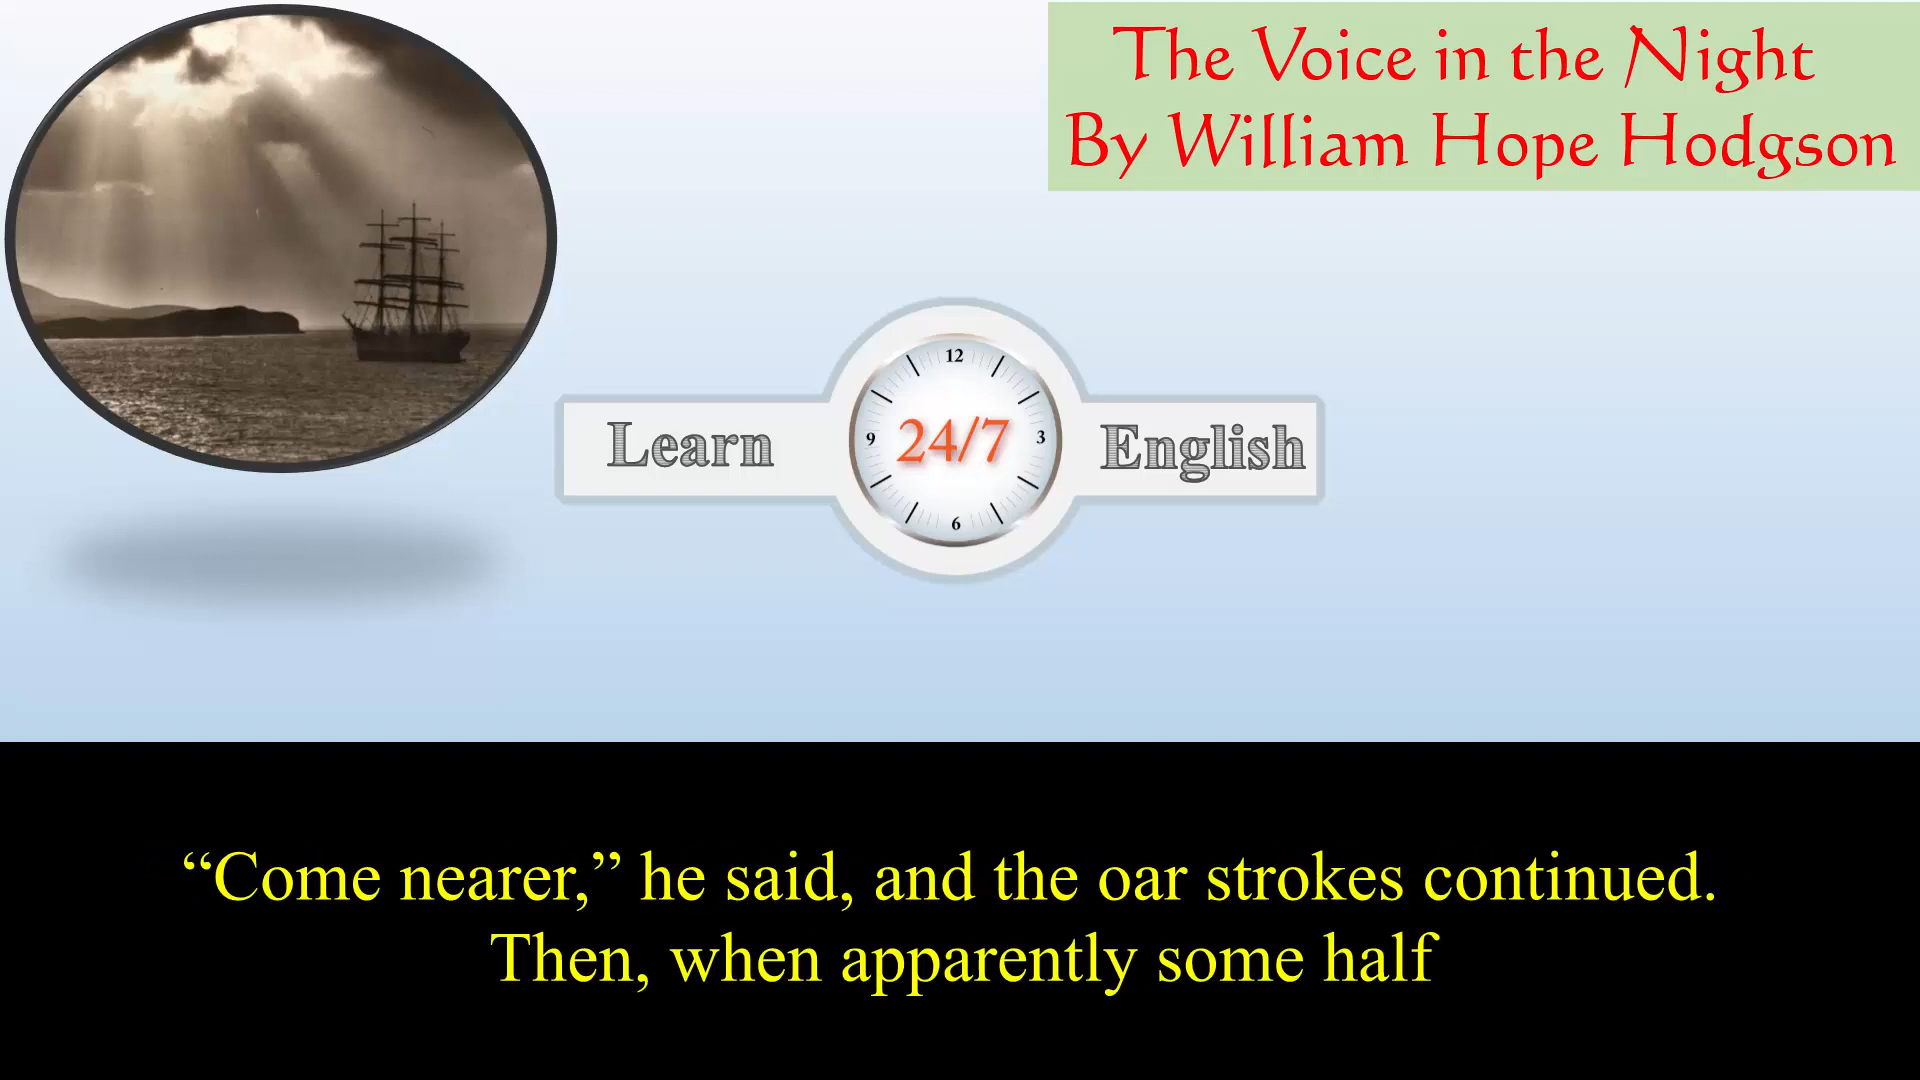 The Voice in the Night
By William Hope Hodgson
12
Learn
9
24/7
3
English
6
“Come nearer,” he said, and the oar strokes continued.
Then, when apparently some half